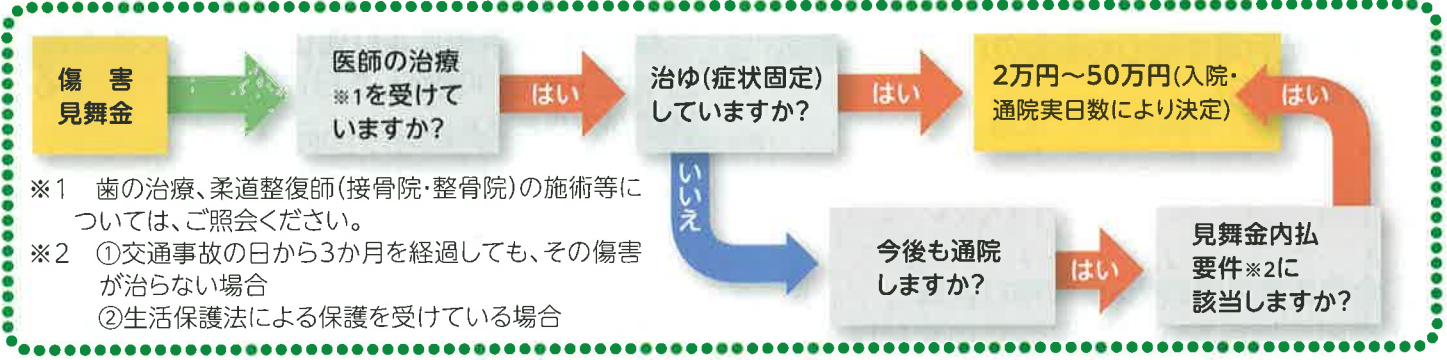 傷　害
見舞金
医師の治療
※1を受けて
いますか?
はい
治ゆ(症状固定)
していますか?
はい
2万円～50万円(入院・
通院実日数により決定)
はい
いいえ
今後も通院
しますか?
はい
見舞金内払
要件※2に
該当しますか?
※1　歯の治療、柔道整復師(接骨院・整骨院)の施術等に
ついては、ご照会ください。
※2　①交通事故の日から3か月を経過しても、その傷害
が治らない場合
②生活保護法による保護を受けている場合